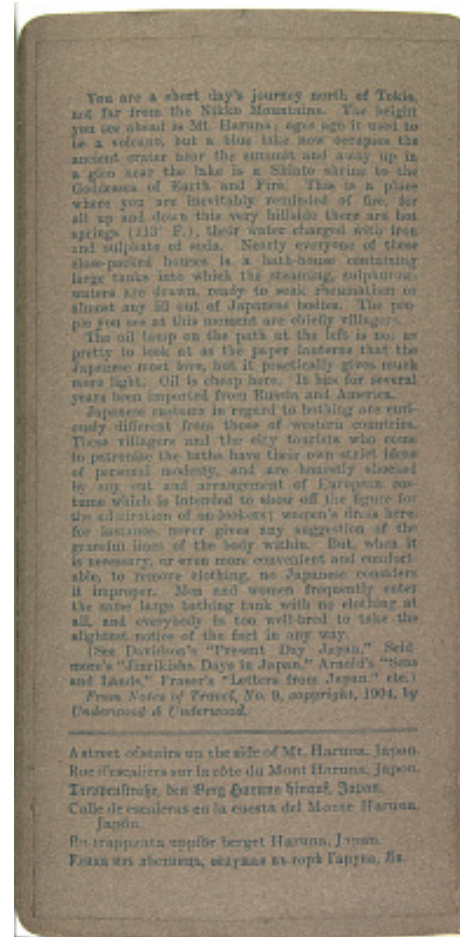 You are a short day's journey north of Tokio,
not far from the Nikko Mountains. The height
you see ahead is Mt. Haruna; ages ago it used to
be a volcano, but a blue lake now occupies the
ancient crater near the summit and away up in
a glen near the lake is a Shinto shrine to the
Goddesses of Earth and Fire. This is a place
where you are inevitably reminded of fire, for
all up and down this very hillside there are hot
springs (113° F.), their water charged with iron
and sulphate of soda. Nearly everyone of these
close-packed houses is a bath-house containing
large tanks into which the steaming, sulphurous
waters are drawn, ready to soak rheumatism or
almost any ill out of Japanese bodies. The peo-
ple you see at this moment are chiefly villagers.
The oil lamp on the path at the left is not as
pretty to look at as the paper lanterns that the
Japanese most love, but it practically gives much
more light. Oil is cheap here. It has for several
years been imported from Russia and America.
Japanese customs in regard to bathing are curi-
ously different from those of western countries.
These villagers and the city tourists who come
to patronise the baths have their own strict ideas
of personal modesty, and are honestly shocked
by any cut and arrangement of European cos-
tume which is intended to show off the figure for
the admiration of on-lookers; women's dress here,
for instance, never gives any suggestion of the
graceful lines of the body within. But, when it
is necessary, or even more convenient and comfort-
able, to remove clothing, no Japanese considers
it improper. Men and women frequently enter
the same large bathing tank with no clothing at
all, and everybody is too well-bred to take the
slightest notice of the fact in any way.
(See Davidson's "Present Day Japan," Scid-
more's "Jinrikisha Days in Japan," Arnold's "Seas
and Lands," Fraser's "Letters from Japan" etc.)
From Notes of Travel, No. 9, copyright, 1904, by
Underwood & Underwood.
A street of stairs up the side of Mt. Haruna, Japan.
Rue d'escaliers sur la côte du Mont Haruna, Japon.
Treppenstraße, den Berg Haruna hinauf, Japan.
Calle de escaleras en la cuesta del Monte Haruna,
Japón.
En trappgata uppför berget Haruna, Japan.
изъ лѣстницъ, ведущая въ горѣ Гаруна, Яп.